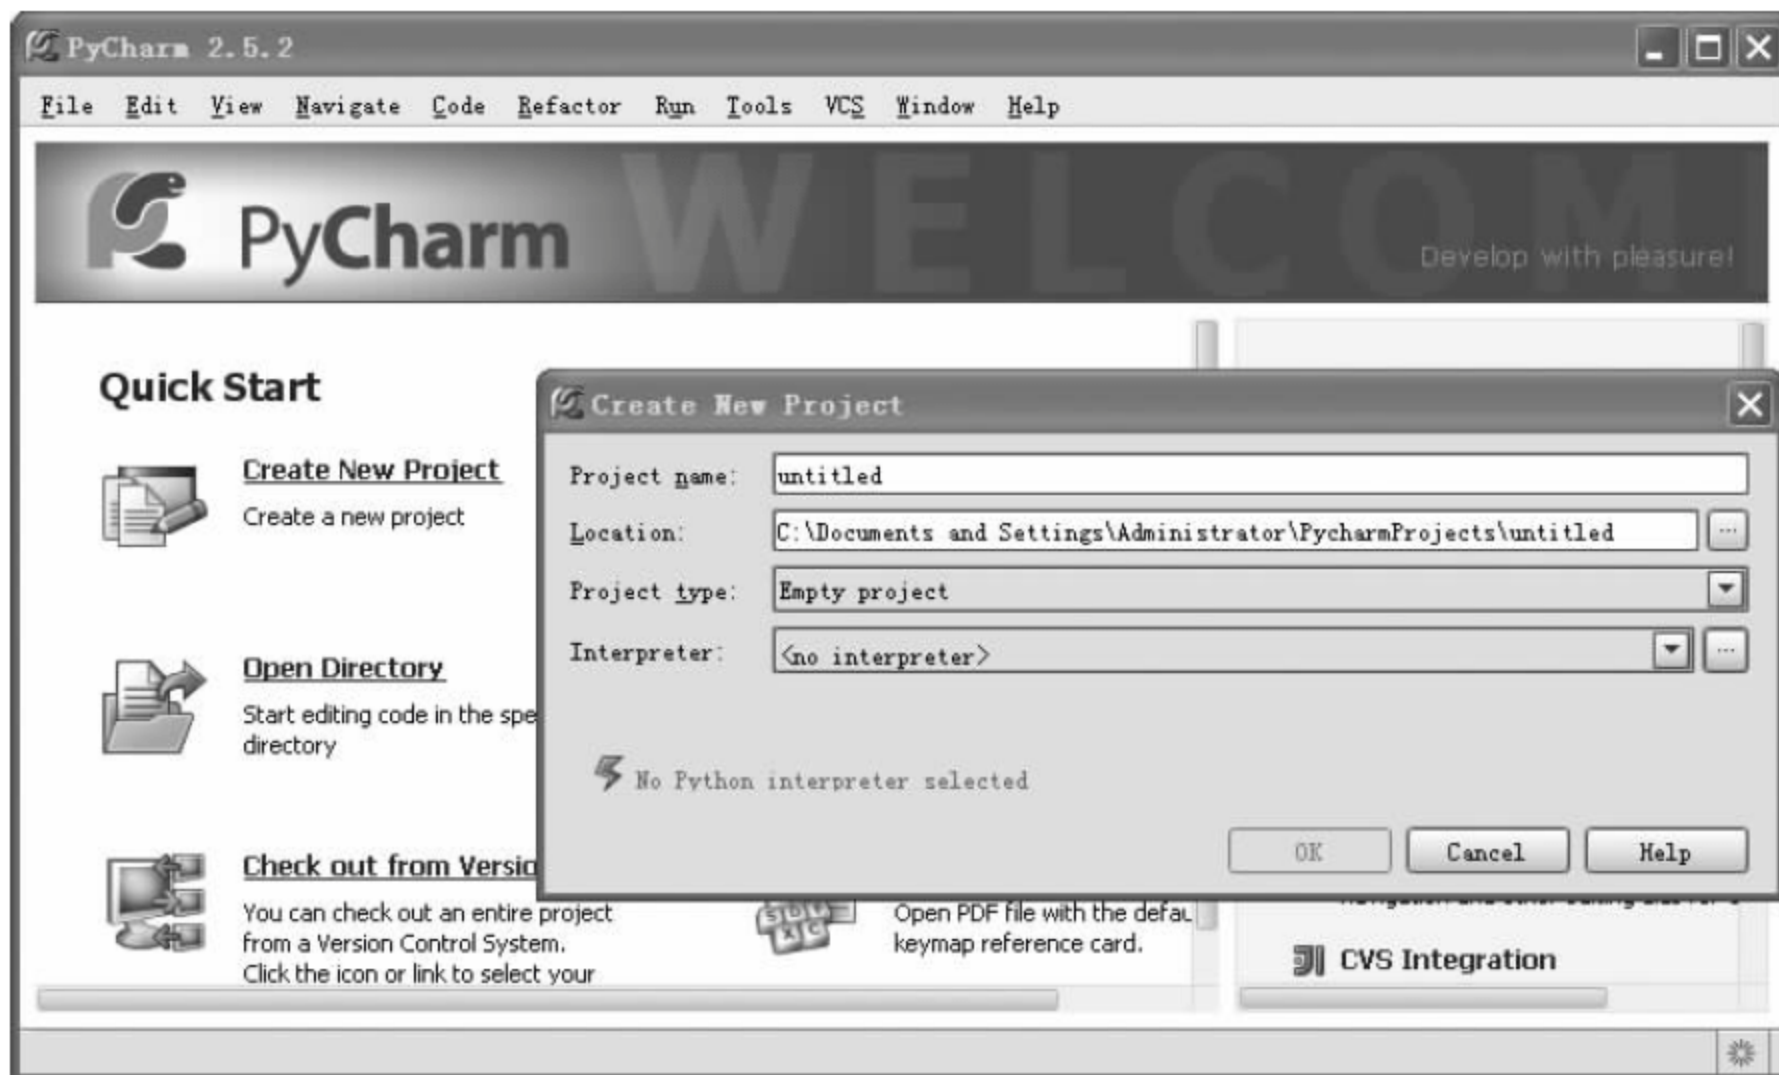 PyCharm 2.5.2
File Edit View Navigate Code Refactor Run Tools VCS Window Help
PyCharm
WELCOM
Develop with pleasure!
Quick Start
Create New Project
Create a new project
Open Directory
Start editing code in the spe
directory
Check out from Versio
You can check out an entire project
from a Version Control System.
Click the icon or link to select your
Create New Project
Project name: untitled
Location: C:\Documents and Settings\Administrator\PycharmProjects\untitled ...
Project type: Empty project
Interpreter: <no interpreter> ...
No Python interpreter selected
OK Cancel Help
Open PDF file with the defau
keymap reference card.
CVS Integration